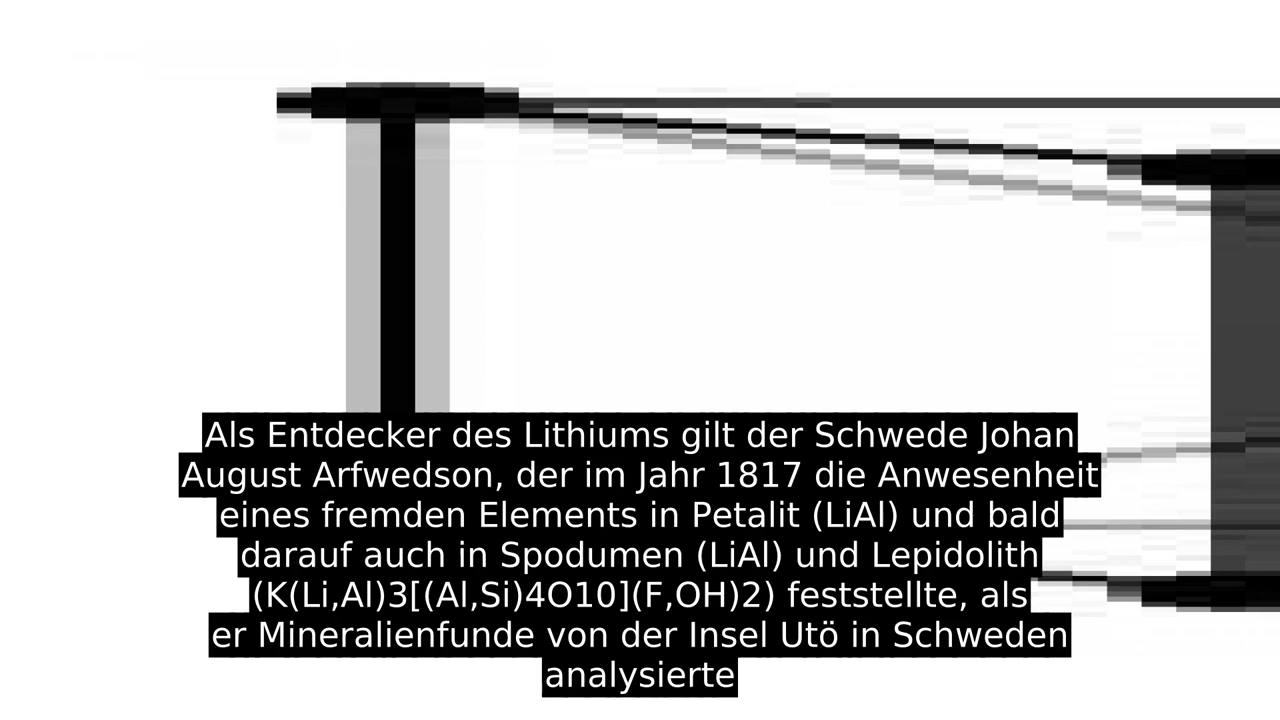 Als Entdecker des Lithiums gilt der Schwede Johan
August Arfwedson, der im Jahr 1817 die Anwesenheit
eines fremden Elements in Petalit (LiAl) und bald
darauf auch in Spodumen (LiAl) und Lepidolith
(K(Li,Al)3[(Al,Si)4O10](F,OH)2) feststellte, als
er Mineralienfunde von der Insel Utö in Schweden
analysierte